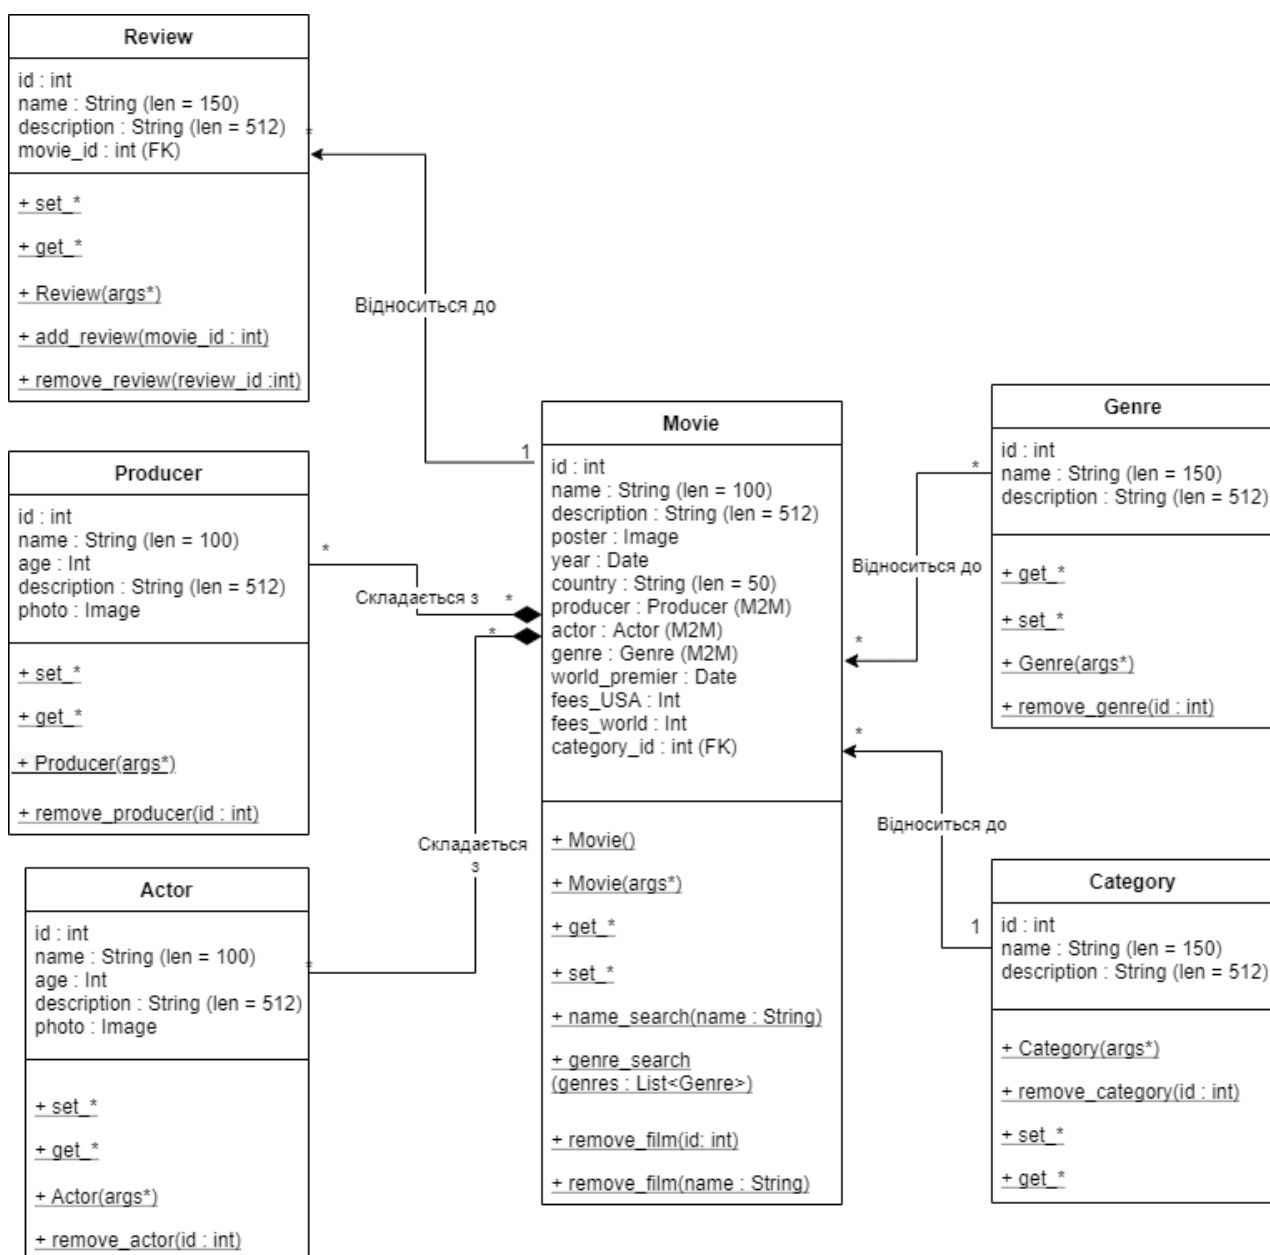 Review
id : int
name : String (len = 150)
description : String (len = 512)
movie_id : int (FK)
+ set_*
+ get_*
+ Review(args*)
+ add_review(movie_id : int)
+ remove_review(review_id :int)
*
Відноситься до
1
Producer
id : int
name : String (len = 100)
age : Int
description : String (len = 512)
photo : Image
+ set_*
+ get_*
+ Producer(args*)
+ remove_producer(id : int)
*
Складається з
*
Actor
id : int
name : String (len = 100)
age : Int
description : String (len = 512)
photo : Image
+ set_*
+ get_*
+ Actor(args*)
+ remove_actor(id : int)
*
Складається
з
*
Movie
id : int
name : String (len = 100)
description : String (len = 512)
poster : Image
year : Date
country : String (len = 50)
producer : Producer (M2M)
actor : Actor (M2M)
genre : Genre (M2M)
world_premier : Date
fees_USA : Int
fees_world : Int
category_id : int (FK)
+ Movie()
+ Movie(args*)
+ get_*
+ set_*
+ name_search(name : String)
+ genre_search
(genres : List<Genre>)
+ remove_film(id: int)
+ remove_film(name : String)
*
Відноситься до
*
Genre
id : int
name : String (len = 150)
description : String (len = 512)
+ get_*
+ set_*
+ Genre(args*)
+ remove_genre(id : int)
*
Відноситься до
1
Category
id : int
name : String (len = 150)
description : String (len = 512)
+ Category(args*)
+ remove_category(id : int)
+ set_*
+ get_*